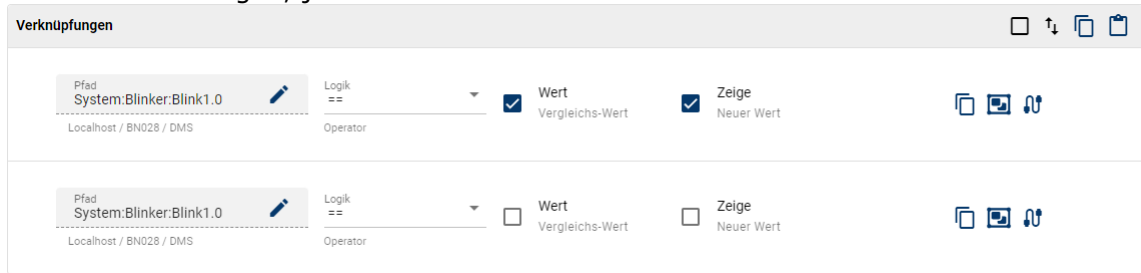 Verknüpfungen
Pfad
System:Blinker:Blink1.0
Localhost / BN028 / DMS
Logik
==
Operator
Wert
Vergleichs-Wert
Zeige
Neuer Wert
Pfad
System:Blinker:Blink1.0
Localhost / BN028 / DMS
Logik
==
Operator
Wert
Vergleichs-Wert
Zeige
Neuer Wert